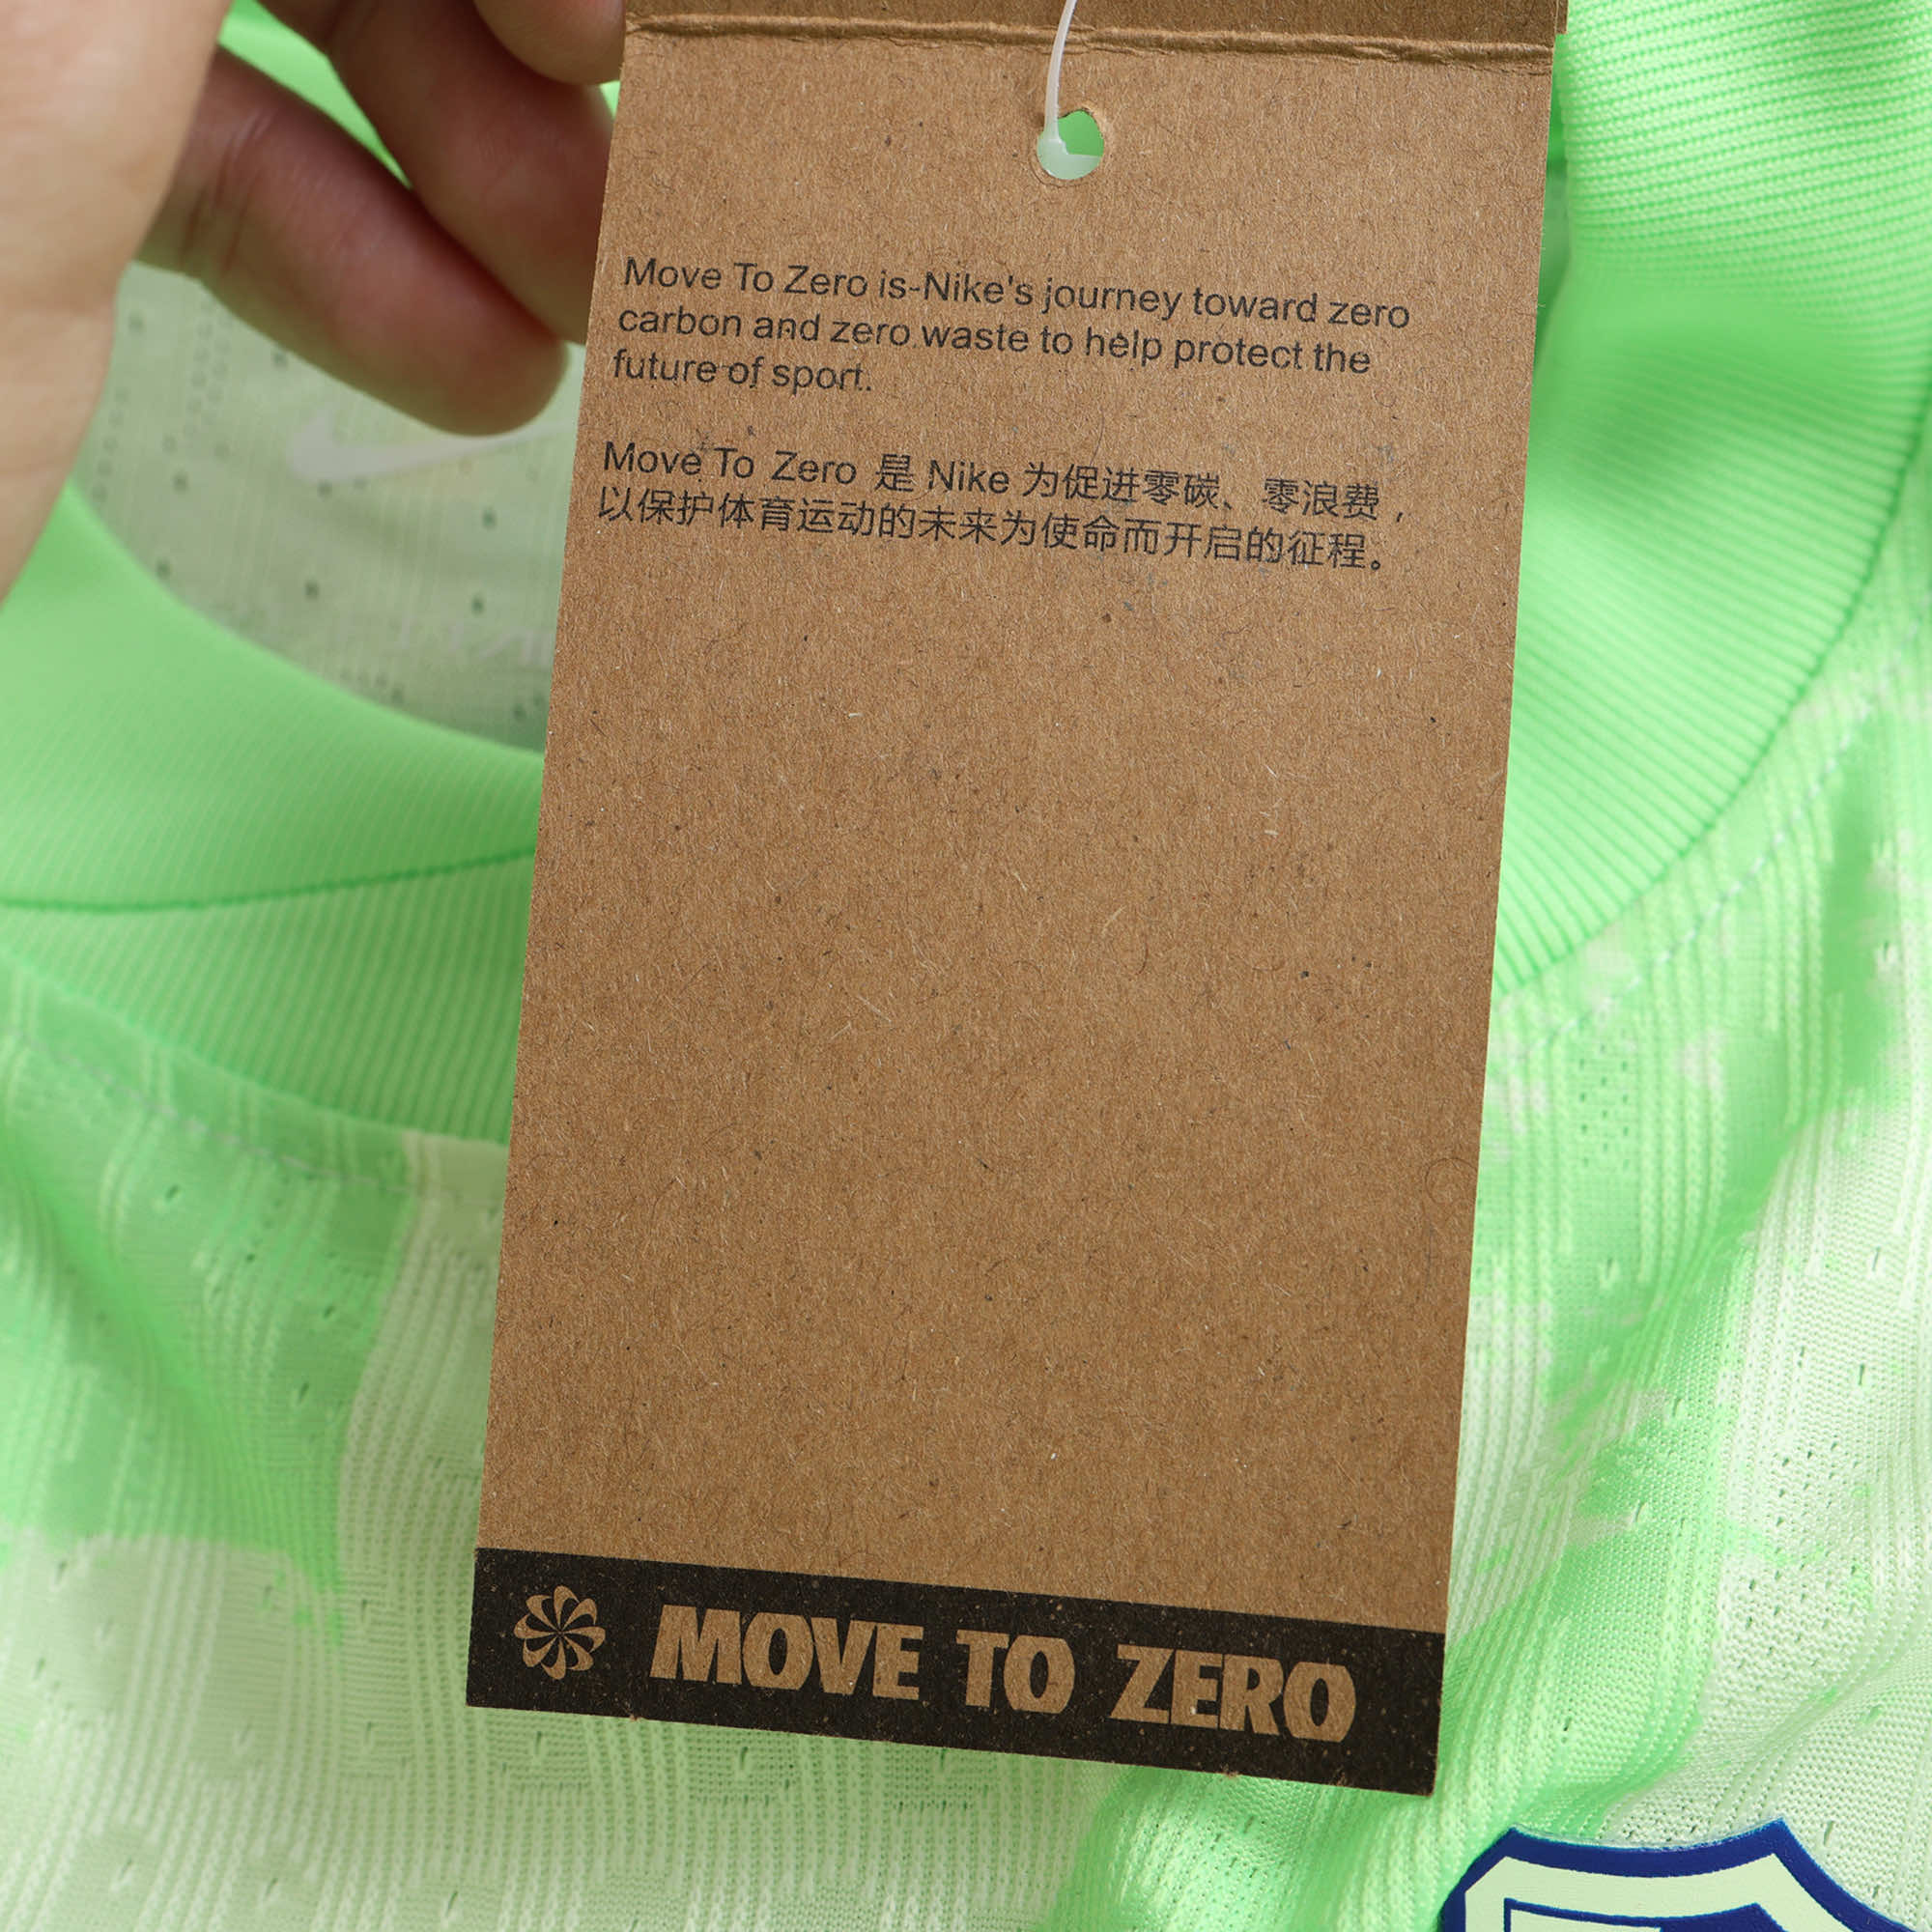 Move To Zero is-Nike's journey toward zero
carbon and zero waste to help protect the
future of sport.
Move To Zero 是 Nike 为促进零碳、零浪费，
以保护体育运动的未来为使命而开启的征程。
MOVE TO ZERO